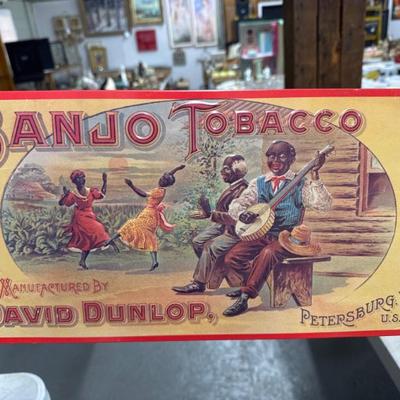 BANJO TOBACCO
MANUFACTURED BY
DAVID DUNLOP,
PETERSBURG,
U.S.